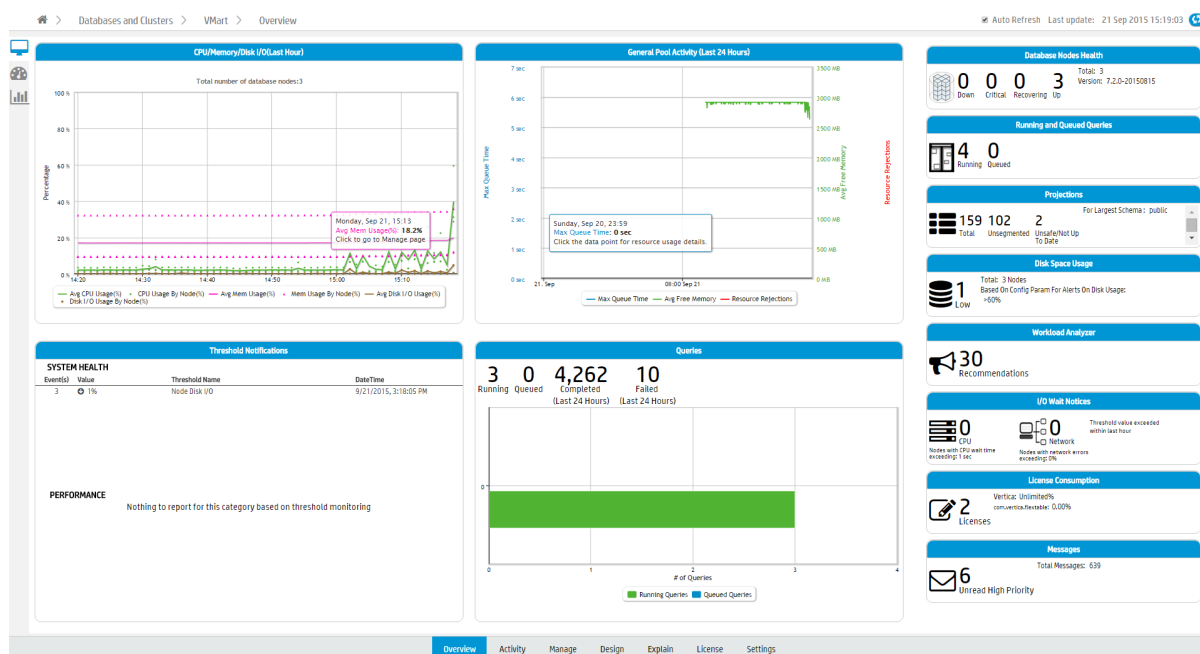 Databases and Clusters
VMart
Overview
Auto Refresh Last update: 21 Sep 2015 15:19:03
CPU/Memory/Disk I/O(Last Hour)
Total number of database nodes:3
100 %
80 %
60 %
40 %
20 %
0 %
Percentage
14:20
14:30
14:40
14:50
15:00
15:10
Monday, Sep 21, 15:13
Avg Mem Usage(%): 18.2%
Click to go to Manage page
Avg CPU Usage(%) CPU Usage By Node(%) Avg Mem Usage(%) Mem Usage By Node(%) Avg Disk I/O Usage(%)
Disk I/O Usage By Node(%)
General Pool Activity (Last 24 Hours)
7 sec
6 sec
5 sec
4 sec
3 sec
2 sec
1 sec
0 sec
Max Queue Time
3500 MB
3000 MB
2500 MB
2000 MB
1500 MB
1000 MB
500 MB
0 MB
Avg Free Memory
Resource Rejections
21. Sep
08:00 Sep 21
Sunday, Sep 20, 23:59
Max Queue Time: 0 sec
Click the data point for resource usage details.
Max Queue Time Avg Free Memory Resource Rejections
Threshold Notifications
SYSTEM HEALTH
Event(s) Value Threshold Name DateTime
3 1% Node Disk I/O 9/21/2015, 3:18:05 PM
PERFORMANCE
Nothing to report for this category based on threshold monitoring
Queries
3 0 4,262 10
Running Queued Completed Failed
(Last 24 Hours) (Last 24 Hours)
0
0 1 2 3 4
# of Queries
Running Queries Queued Queries
Database Nodes Health
0 0 0 3
Down Critical Recovering Up
Total: 3
Version: 7.2.0-20150815
Running and Queued Queries
4 0
Running Queued
Projections
For Largest Schema : public
159 102 2
Total Unsegmented Unsafe/Not Up
To Date
Disk Space Usage
1
Low
Total: 3 Nodes
Based On Config Param For Alerts On Disk Usage:
>60%
Workload Analyzer
30
Recommendations
I/O Wait Notices
0
CPU
Nodes with CPU wait time
exceeding: 1 sec
0
Network
Nodes with network errors
exceeding: 0%
Threshold value exceeded
within last hour
License Consumption
2
Licenses
Vertica: Unlimited%
com.vertica.flextable: 0.00%
Messages
6
Unread High Priority
Total Messages: 639
Overview Activity Manage Design Explain License Settings